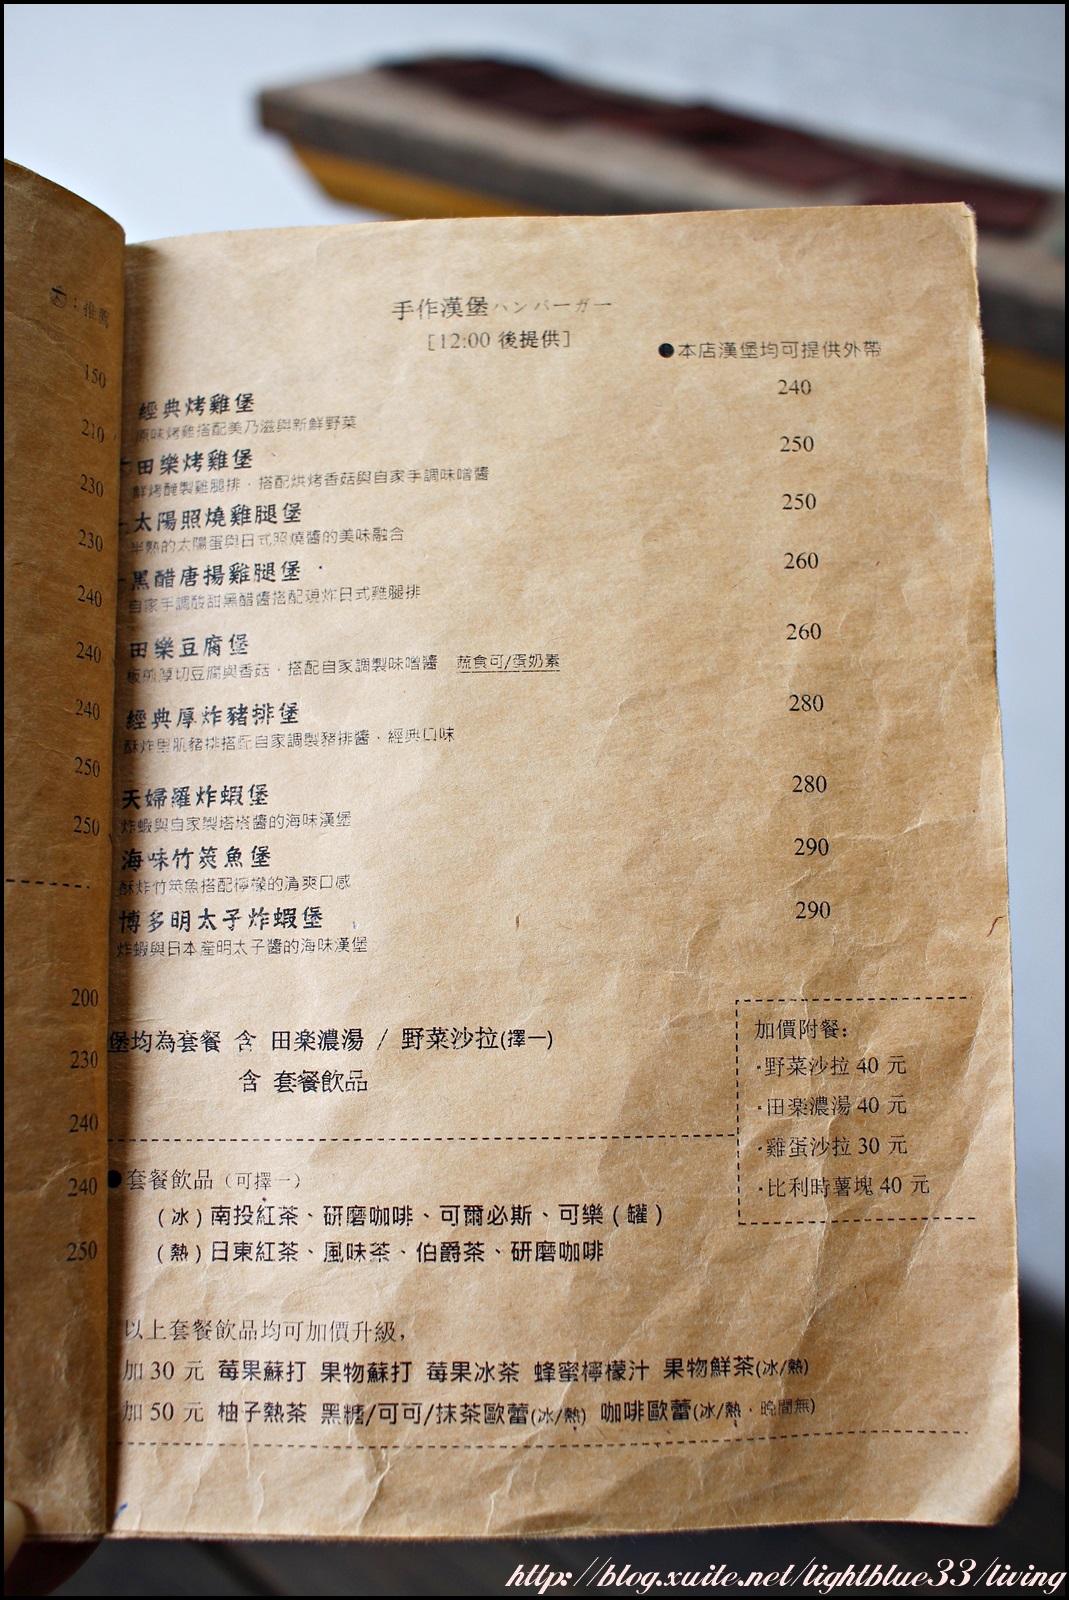 ：推薦
150
210
230
230
240
240
240
250
250
200
230
240
240
250
手作漢堡ハンバーガー
[12:00 後提供]
●本店漢堡均可提供外帶
經典烤雞堡 240
原味烤雞搭配美乃滋與新鮮野菜
田樂烤雞堡 250
鮮烤醃製雞腿排，搭配烘烤香菇與自家手調味噌醬
太陽照燒雞腿堡 250
半熟的太陽蛋與日式照燒醬的美味融合
黑醋唐揚雞腿堡 260
自家手調酸甜黑醋醬搭配現炸日式雞腿排
田樂豆腐堡 260
板煎厚切豆腐與香菇，搭配自家調製味噌醬 蔬食可/蛋奶素
經典厚炸豬排堡 280
酥炸里肌豬排搭配自家調製豬排醬，經典口味
天婦羅炸蝦堡 280
炸蝦與自家製塔塔醬的海味漢堡
海味竹筴魚堡 290
酥炸竹筴魚搭配檸檬的清爽口感
博多明太子炸蝦堡 290
炸蝦與日本產明太子醬的海味漢堡
堡均為套餐 含 田楽濃湯 / 野菜沙拉(擇一)
含 套餐飲品
加價附餐:
·野菜沙拉 40 元
·田楽濃湯 40 元
·雞蛋沙拉 30 元
·比利時薯塊 40 元
●套餐飲品（可擇一）
(冰)南投紅茶、研磨咖啡、可爾必斯、可樂(罐)
(熱)日東紅茶、風味茶、伯爵茶、研磨咖啡
以上套餐飲品均可加價升級，
加 30 元 莓果蘇打 果物蘇打 莓果冰茶 蜂蜜檸檬汁 果物鮮茶(冰/熱)
加 50 元 柚子熱茶 黑糖/可可/抹茶歐蕾(冰/熱) 咖啡歐蕾(冰/熱，晚間無)
http://blog.xuite.net/lightblue33/living